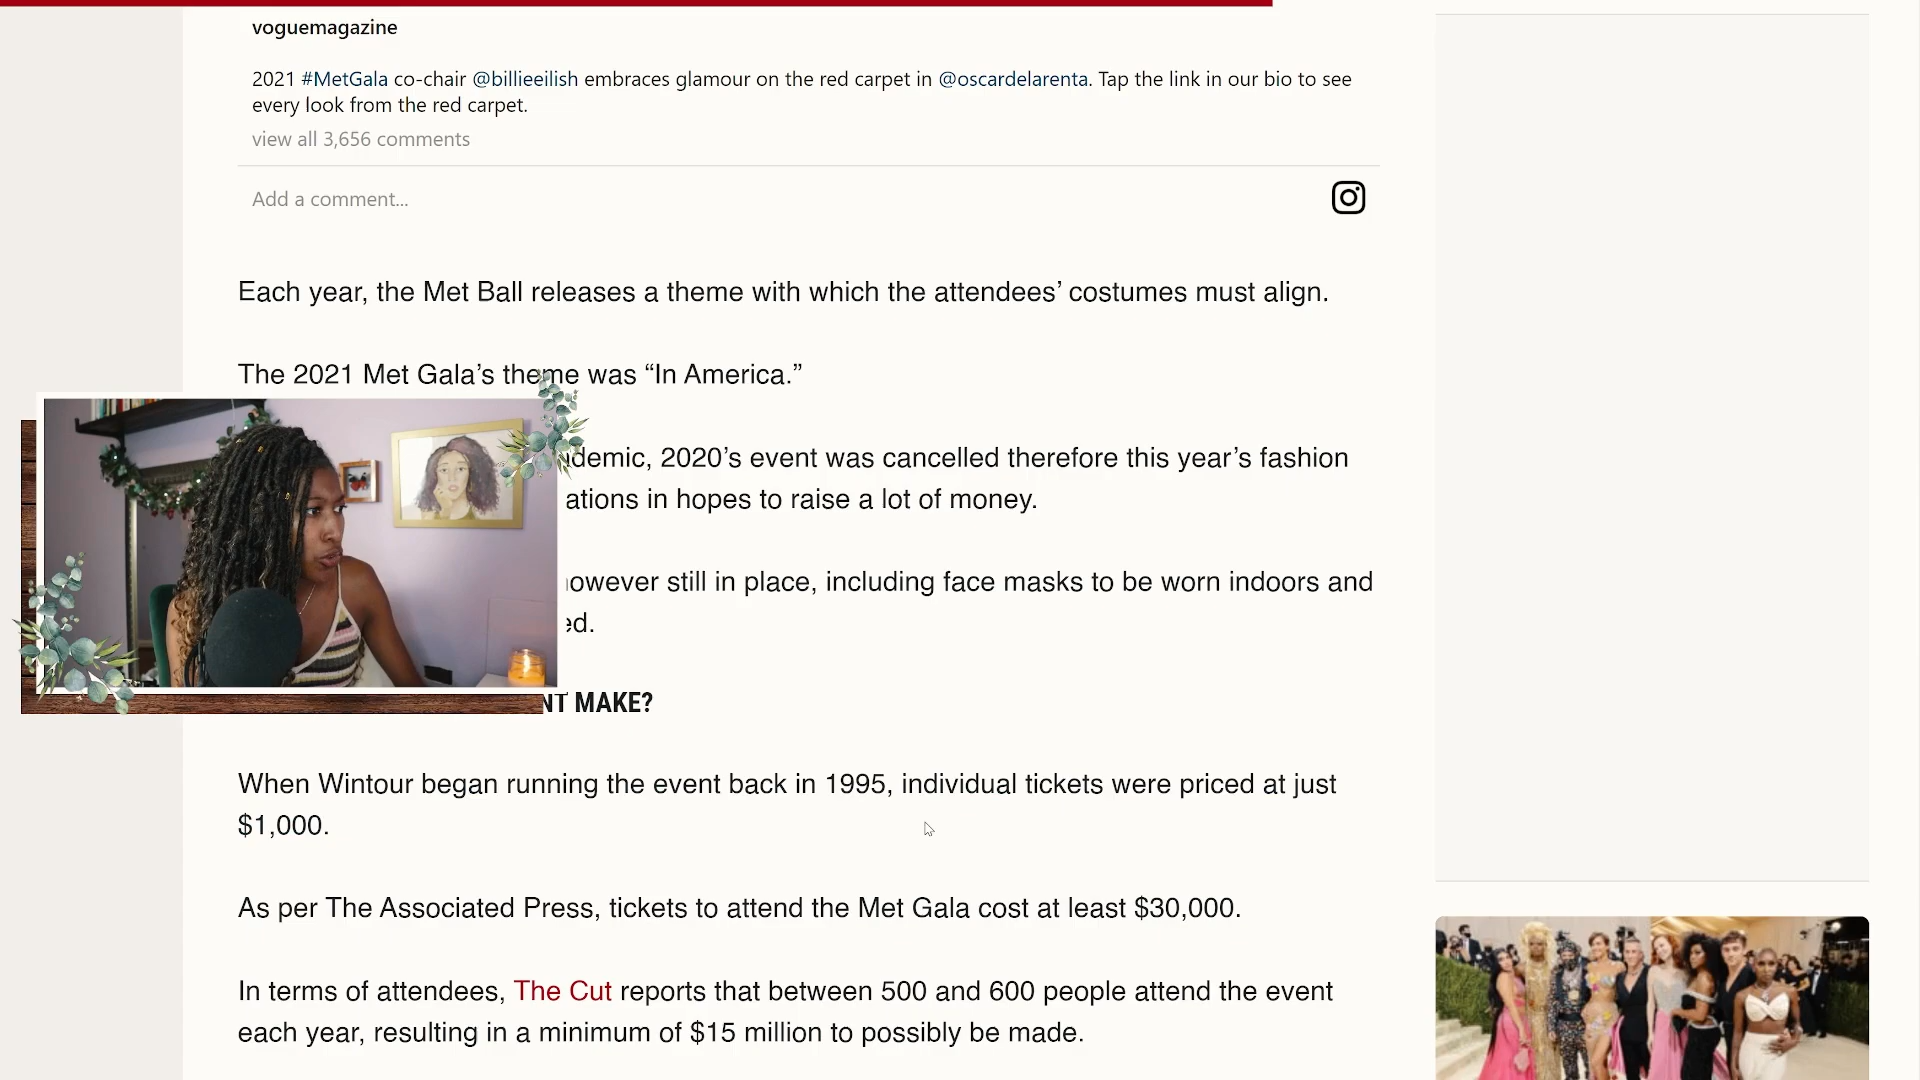 voguemagazine
2021 #MetGala co-chair @billieeilish embraces glamour on the red carpet in @oscardelarenta. Tap the link in our bio to see
every look from the red carpet.
view all 3,656 comments
Add a comment...
Each year, the Met Ball releases a theme with which the attendees’ costumes must align.
The 2021 Met Gala’s theme was “In America.”
2020’s event was cancelled therefore this year’s fashion
in hopes to raise a lot of money.
however still in place, including face masks to be worn indoors and
MAKE?
When Wintour began running the event back in 1995, individual tickets were priced at just
$1,000.
As per The Associated Press, tickets to attend the Met Gala cost at least $30,000.
In terms of attendees, The Cut reports that between 500 and 600 people attend the event
each year, resulting in a minimum of $15 million to possibly be made.